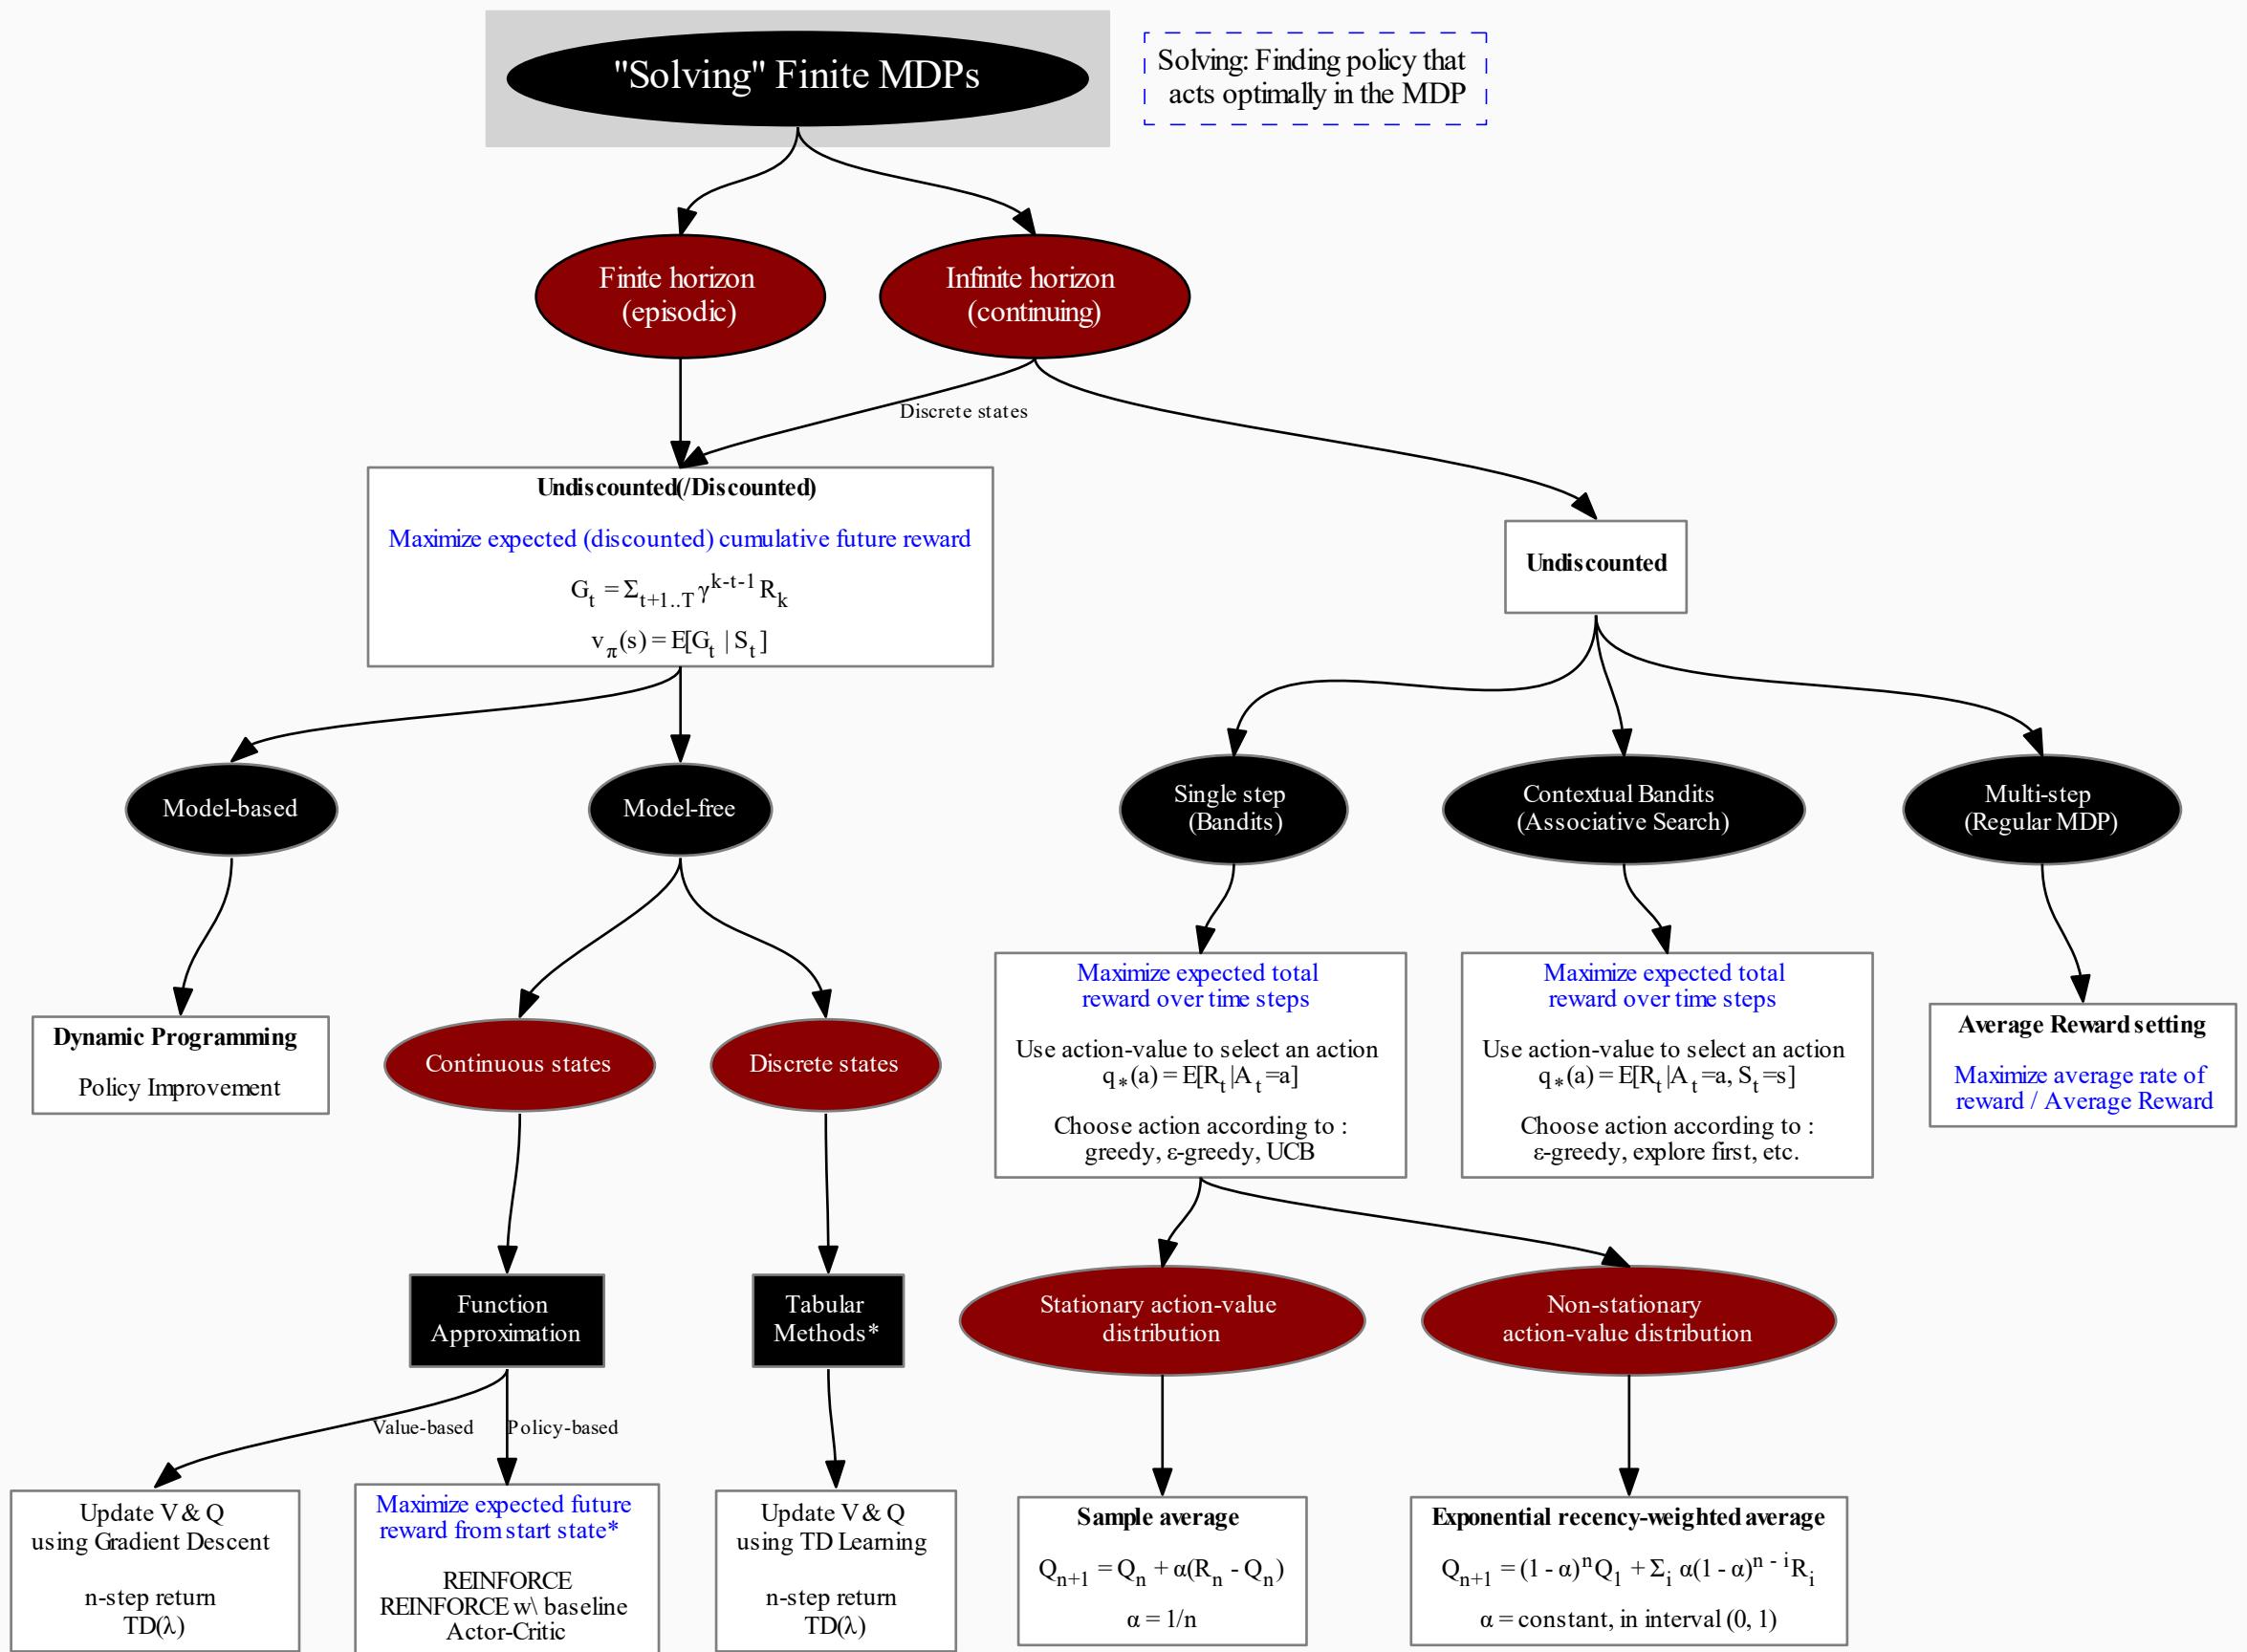 "Solving" Finite MDPs
Solving: Finding policy that
acts optimally in the MDP
Finite horizon
(episodic)
Infinite horizon
(continuing)
Discrete states
Undiscounted(/Discounted)
Maximize expected (discounted) cumulative future reward
G_t = Σ_{t+1..T} γ^{k-t-1} R_k
v_π(s) = E[G_t | S_t]
Undiscounted
Model-based
Model-free
Single step
(Bandits)
Contextual Bandits
(Associative Search)
Multi-step
(Regular MDP)
Dynamic Programming
Policy Improvement
Continuous states
Discrete states
Maximize expected total
reward over time steps
Use action-value to select an action
q_*(a) = E[R_t|A_t=a]
Choose action according to :
greedy, ε-greedy, UCB
Maximize expected total
reward over time steps
Use action-value to select an action
q_*(a) = E[R_t|A_t=a, S_t=s]
Choose action according to :
ε-greedy, explore first, etc.
Average Reward setting
Maximize average rate of
reward / Average Reward
Function
Approximation
Tabular
Methods*
Stationary action-value
distribution
Non-stationary
action-value distribution
Value-based
Policy-based
Update V & Q
using Gradient Descent
n-step return
TD(λ)
Maximize expected future
reward from start state*
REINFORCE
REINFORCE w\ baseline
Actor-Critic
Update V & Q
using TD Learning
n-step return
TD(λ)
Sample average
Q_{n+1} = Q_n + α(R_n - Q_n)
α = 1/n
Exponential recency-weighted average
Q_{n+1} = (1 - α)^n Q_1 + Σ_i α(1 - α)^{n - i} R_i
α = constant, in interval (0, 1)